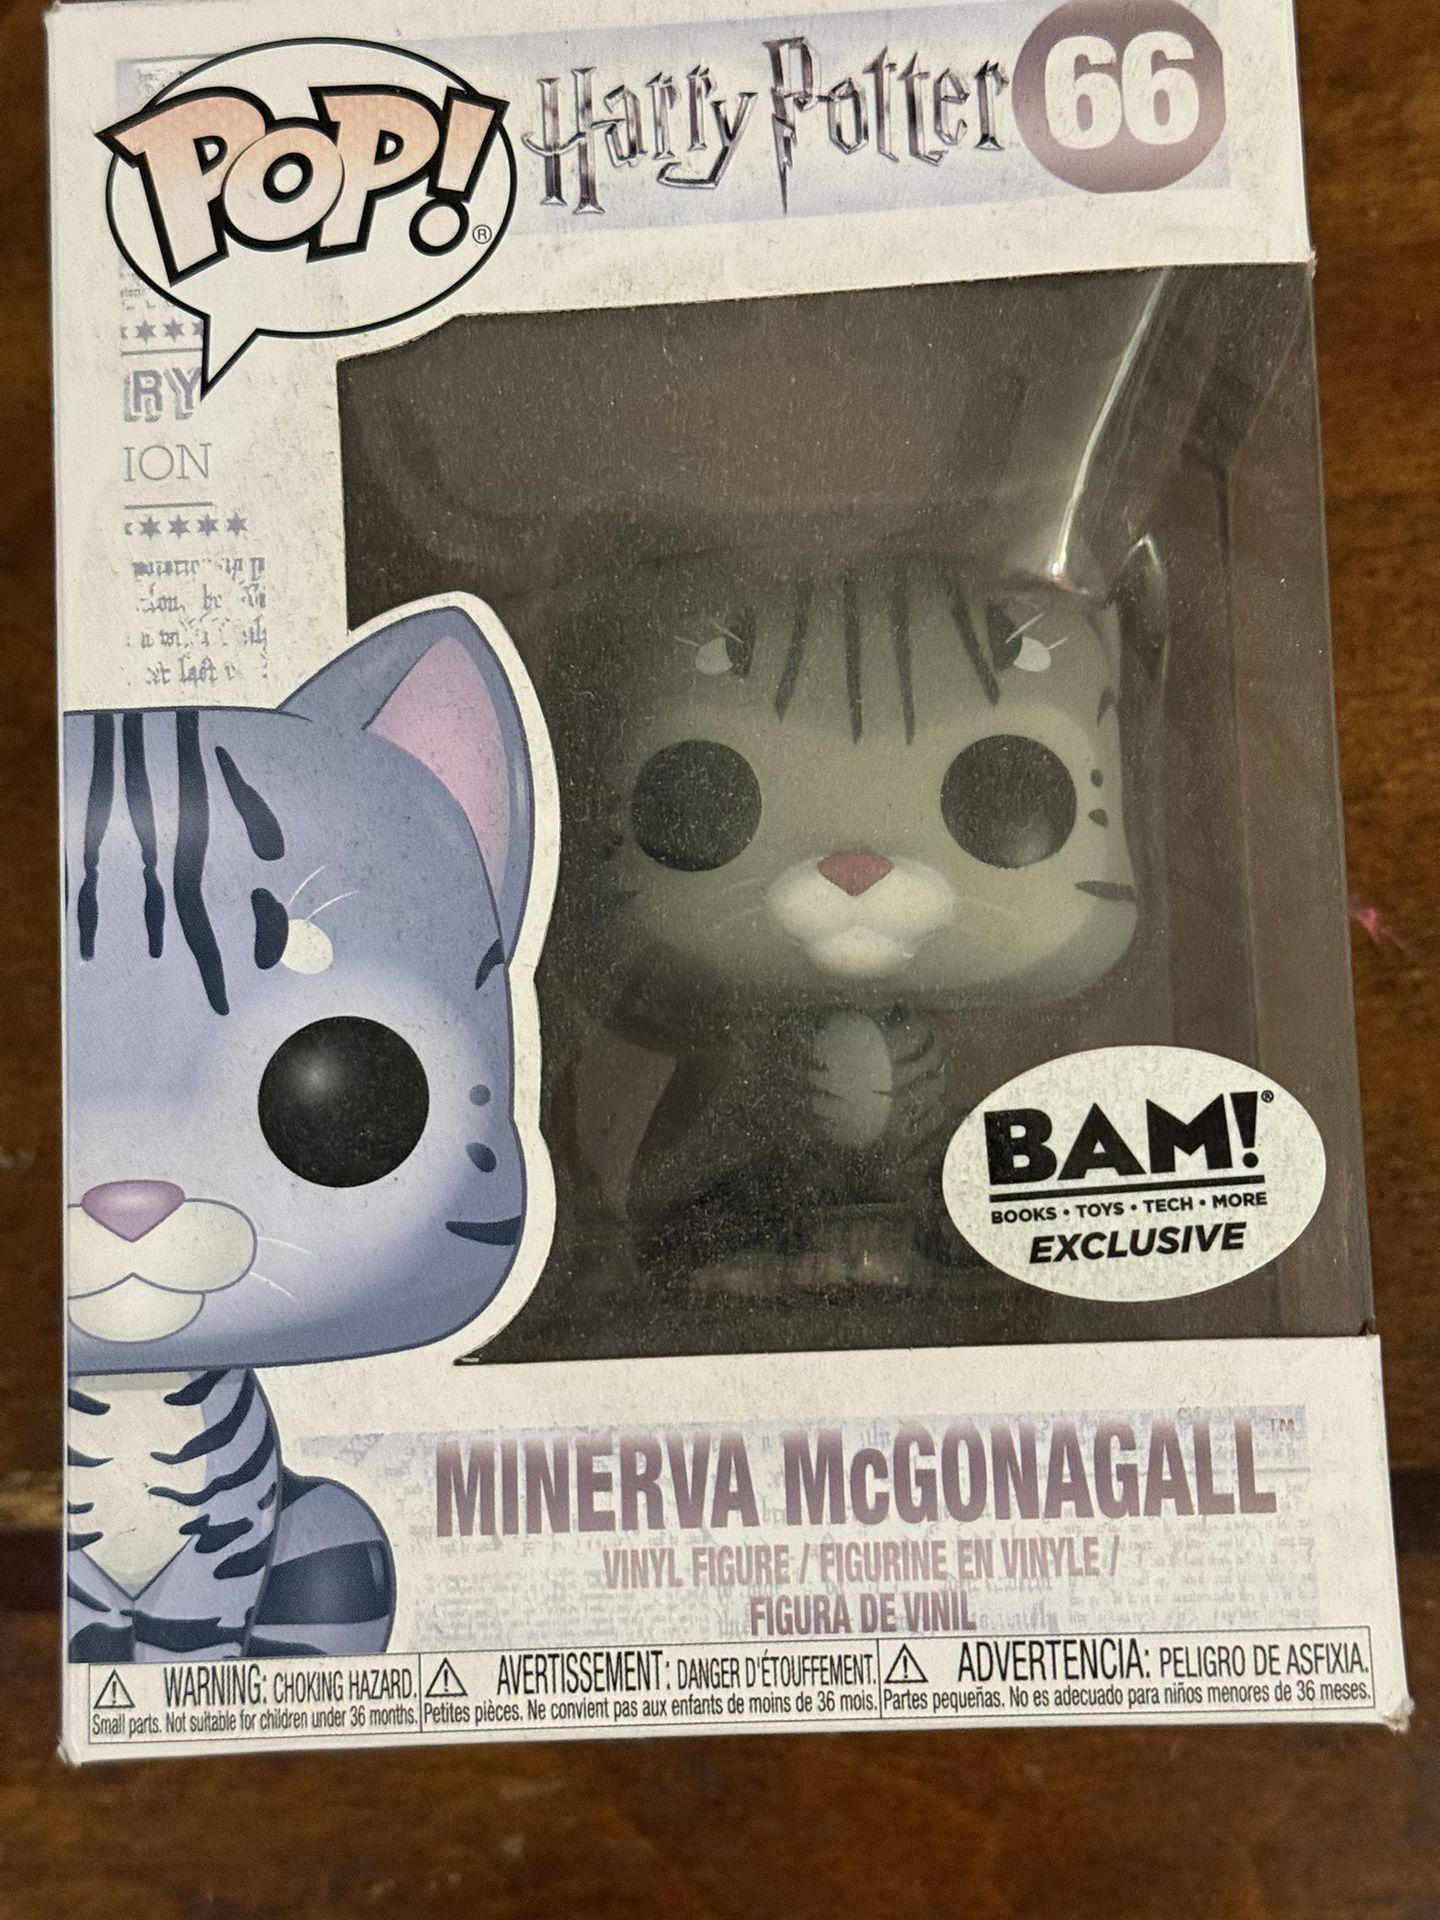 POP!®
Harry Potter
66
RY
ION
BAM!®
BOOKS • TOYS • TECH • MORE
EXCLUSIVE
MINERVA McGONAGALL™
VINYL FIGURE / FIGURINE EN VINYLE /
FIGURA DE VINIL
WARNING: CHOKING HAZARD.
Small parts. Not suitable for children under 36 months.
AVERTISSEMENT: DANGER D'ÉTOUFFEMENT.
Petites pièces. Ne convient pas aux enfants de moins de 36 mois.
ADVERTENCIA: PELIGRO DE ASFIXIA.
Partes pequeñas. No es adecuado para niños menores de 36 meses.